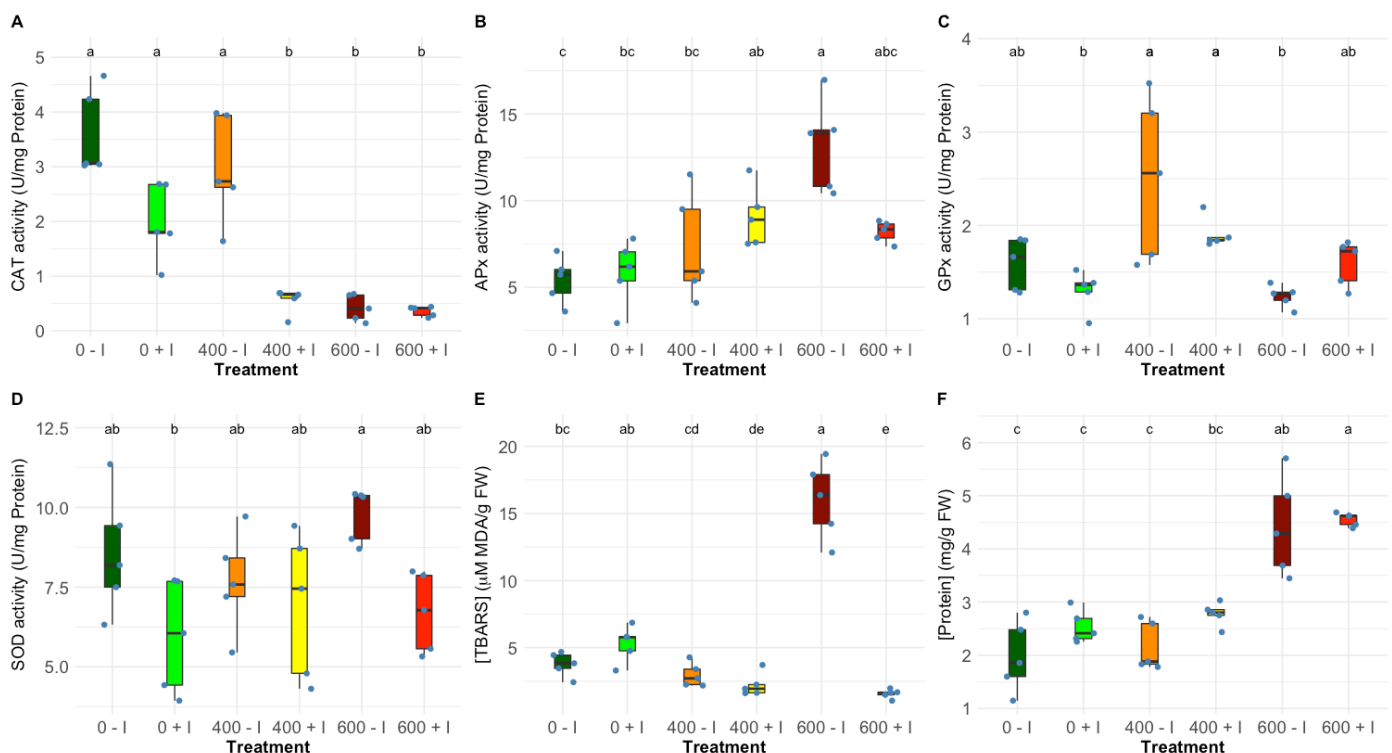 A
a a a b b b
CAT activity (U/mg Protein)
5
4
3
2
1
0
0 - I 0 + I 400 - I 400 + I 600 - I 600 + I
Treatment
B
c bc bc ab a abc
APx activity (U/mg Protein)
15
10
5
0 - I 0 + I 400 - I 400 + I 600 - I 600 + I
Treatment
C
ab b a a b ab
GPx activity (U/mg Protein)
4
3
2
1
0 - I 0 + I 400 - I 400 + I 600 - I 600 + I
Treatment
D
ab b ab ab a ab
SOD activity (U/mg Protein)
12.5
10.0
7.5
5.0
0 - I 0 + I 400 - I 400 + I 600 - I 600 + I
Treatment
E
bc ab cd de a e
[TBARS] (μM MDA/g FW)
20
15
10
5
0 - I 0 + I 400 - I 400 + I 600 - I 600 + I
Treatment
F
c c c bc ab a
[Protein] (mg/g FW)
6
5
4
3
2
1
0 - I 0 + I 400 - I 400 + I 600 - I 600 + I
Treatment